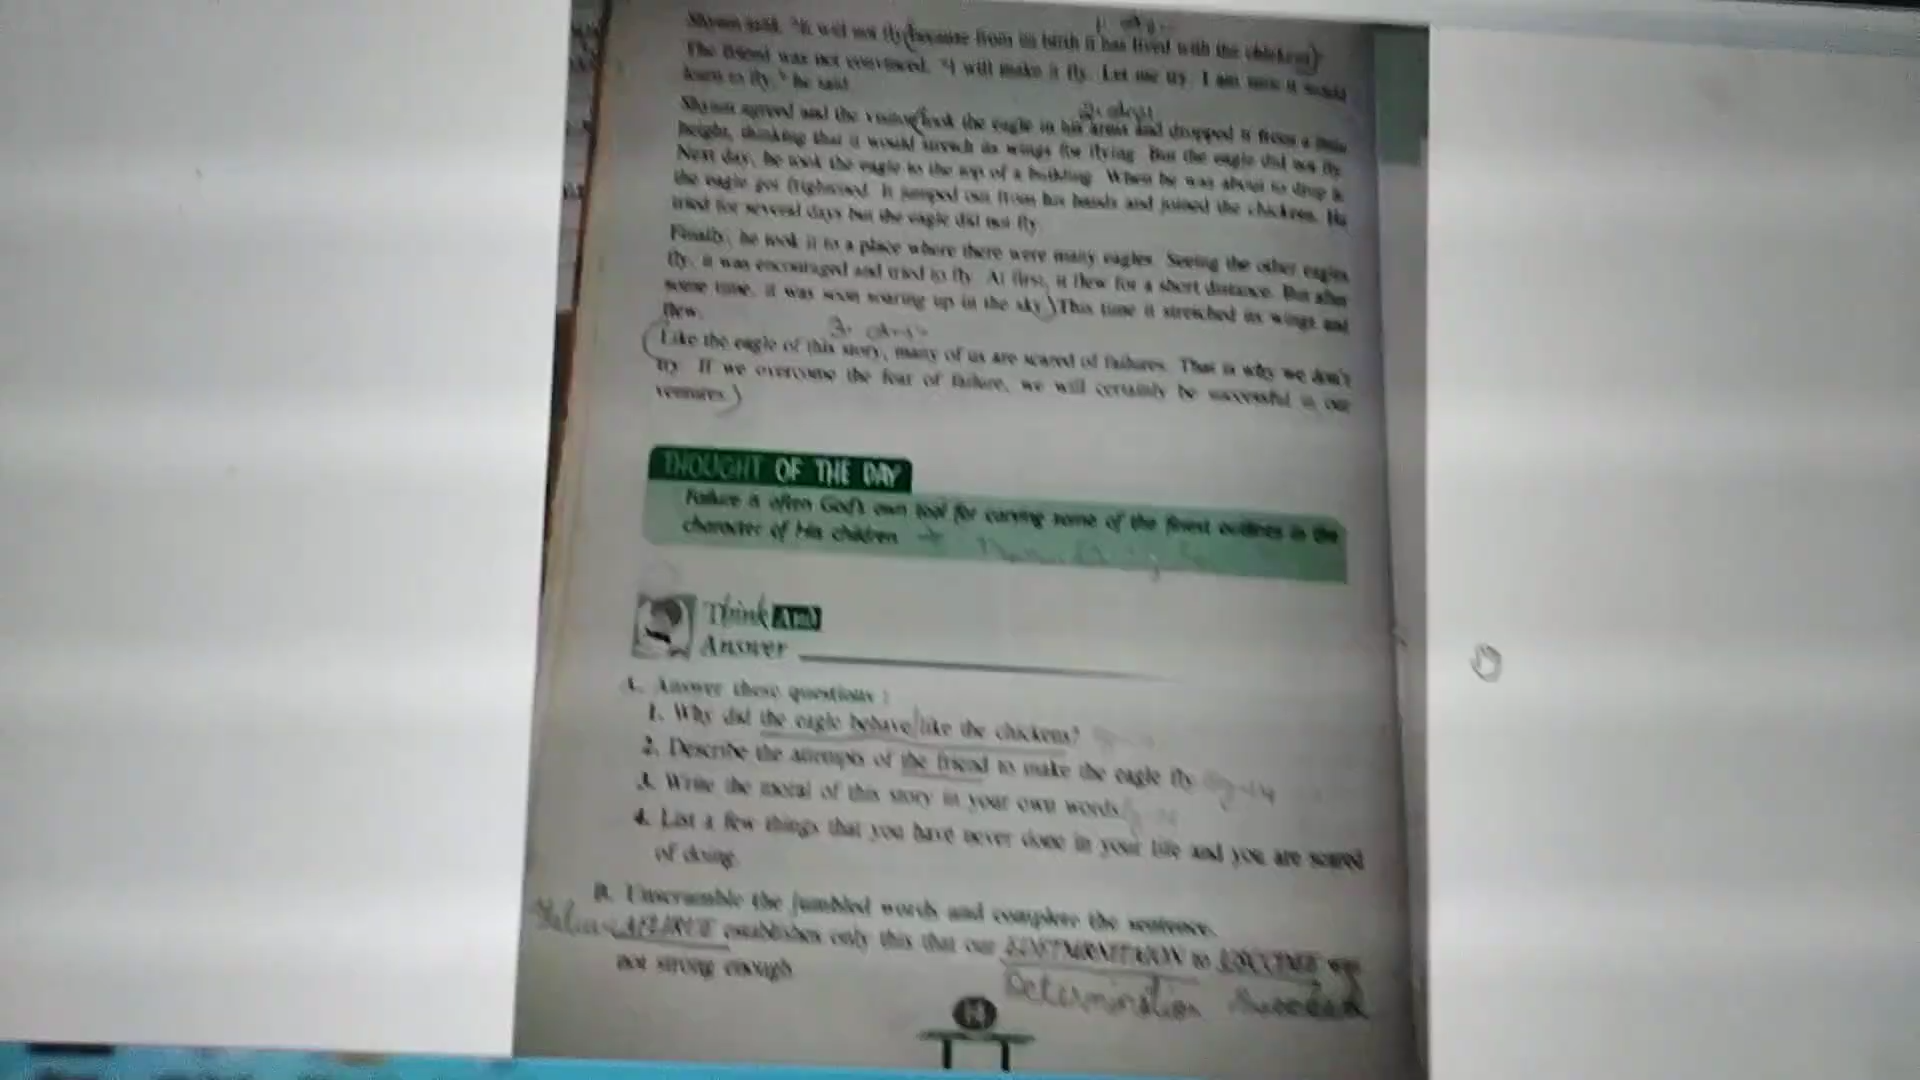 Shyam said, "It will not fly because from its birth it has lived with the chickens."
The friend was not convinced. "I will make it fly. Let me try. I am sure it would
learn to fly," he said.
Shyam agreed and the visitor took the eagle in his arms and dropped it from a little
height, thinking that it would stretch its wings for flying. But the eagle did not fly.
Next day, he took the eagle to the top of a building. When he was about to drop it,
the eagle got frightened. It jumped out from his hands and joined the chickens. He
tried for several days but the eagle did not fly.
Finally, he took it to a place where there were many eagles. Seeing the other eagles
fly, it was encouraged and tried to fly. At first, it flew for a short distance. But after
some time, it was soon soaring up in the sky. This time it stretched its wings and
flew.
Like the eagle of this story, many of us are scared of failures. That is why we don't
try. If we overcome the fear of failure, we will certainly be successful in our
ventures.
THOUGHT OF THE DAY
Failure is often God's own tool for carving some of the finest outlines in the
character of His children
Think And
Answer
A. Answer these questions :
1. Why did the eagle behave like the chickens?
2. Describe the attempts of the friend to make the eagle fly.
3. Write the moral of this story in your own words.
4. List a few things that you have never done in your life and you are scared
of doing.
B. Unscramble the jumbled words and complete the sentence.
establishes only this that our to was
not strong enough.
Determination
14